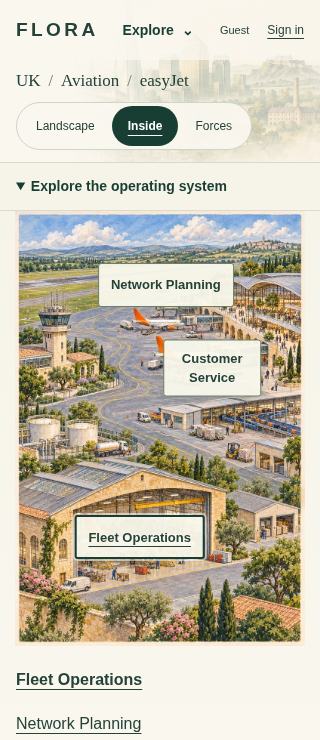 FLORA
Explore
Guest
Sign in
UK / Aviation / easyJet
Landscape
Inside
Forces
▼ Explore the operating system
Network Planning
Customer
Service
Fleet Operations
Fleet Operations
Network Planning